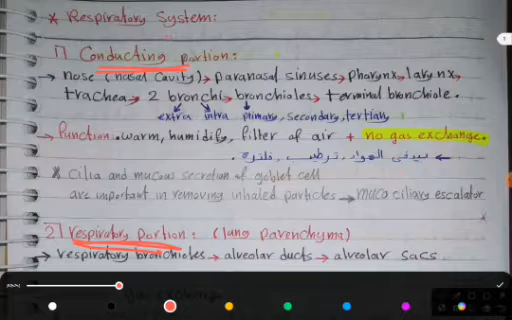 * Respiratory System:
1] Conducting portion:
→ nose (nasal cavity) → paranasal sinuses → pharynx → larynx →
trachea → 2 bronchi → bronchioles → terminal bronchiole.
extra intra primary, secondary, tertiary
→ Function: warm, humidify, filter of air + no gas exchange.
← يدفي الهواء, ترطيب, فلترة.
* cilia and mucous secretion of goblet cell
are important in removing inhaled particles → muco ciliary escalator
2] respiratory portion: (lung parenchyma)
→ respiratory bronchioles → alveolar ducts → alveolar sacs.